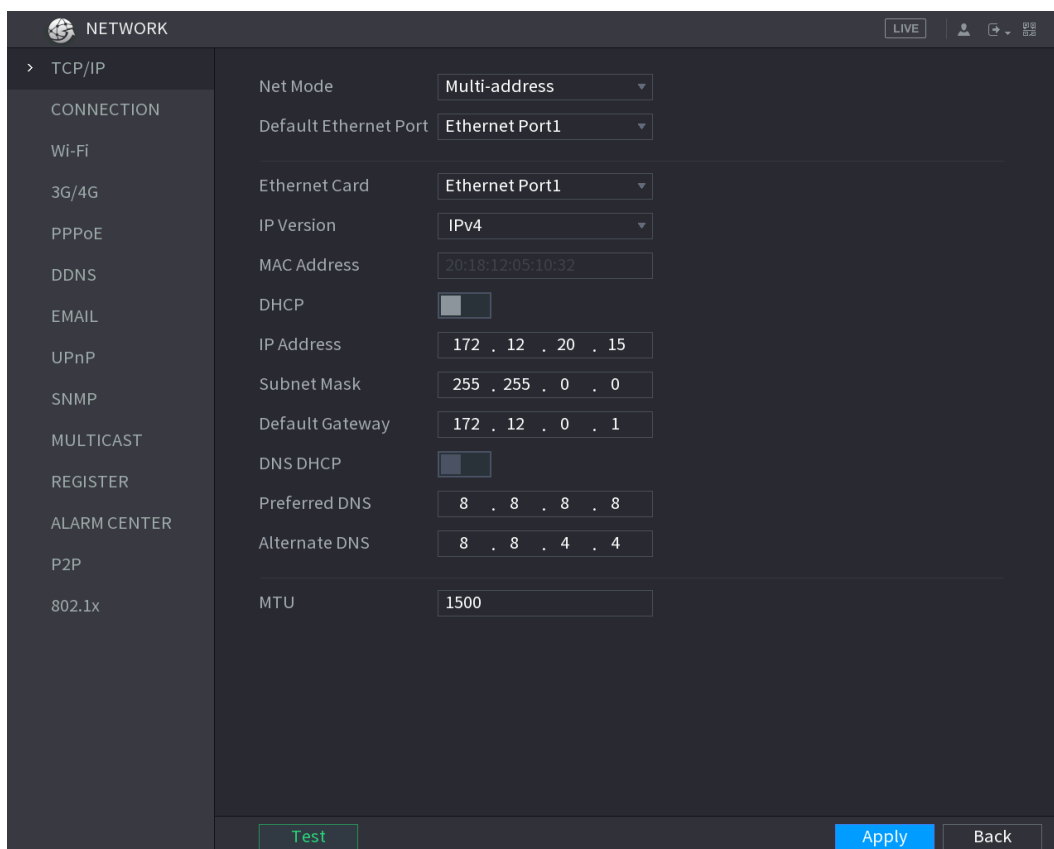 NETWORK LIVE
TCP/IP
CONNECTION
Wi-Fi
3G/4G
PPPoE
DDNS
EMAIL
UPnP
SNMP
MULTICAST
REGISTER
ALARM CENTER
P2P
802.1x
Net Mode Multi-address
Default Ethernet Port Ethernet Port1
Ethernet Card Ethernet Port1
IP Version IPv4
MAC Address 20:18:12:05:10:32
DHCP
IP Address 172 . 12 . 20 . 15
Subnet Mask 255 . 255 . 0 . 0
Default Gateway 172 . 12 . 0 . 1
DNS DHCP
Preferred DNS 8 . 8 . 8 . 8
Alternate DNS 8 . 8 . 4 . 4
MTU 1500
Test Apply Back